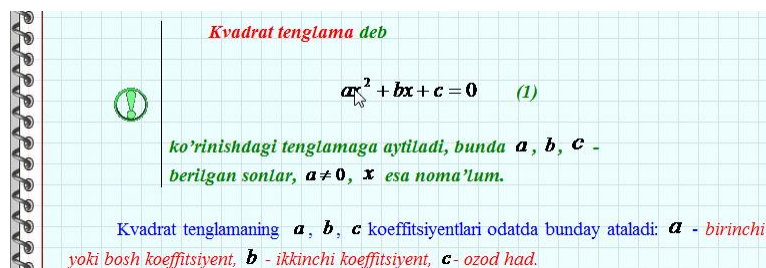 Kvadrat tenglama deb
ax² + bx + c = 0 (1)
ko’rinishdagi tenglamaga aytiladi, bunda a, b, c -
berilgan sonlar, a ≠ 0, x esa noma’lum.
Kvadrat tenglamaning a, b, c koeffitsiyentlari odatda bunday ataladi: a - birinchi
yoki bosh koeffitsiyent, b - ikkinchi koeffitsiyent, c- ozod had.